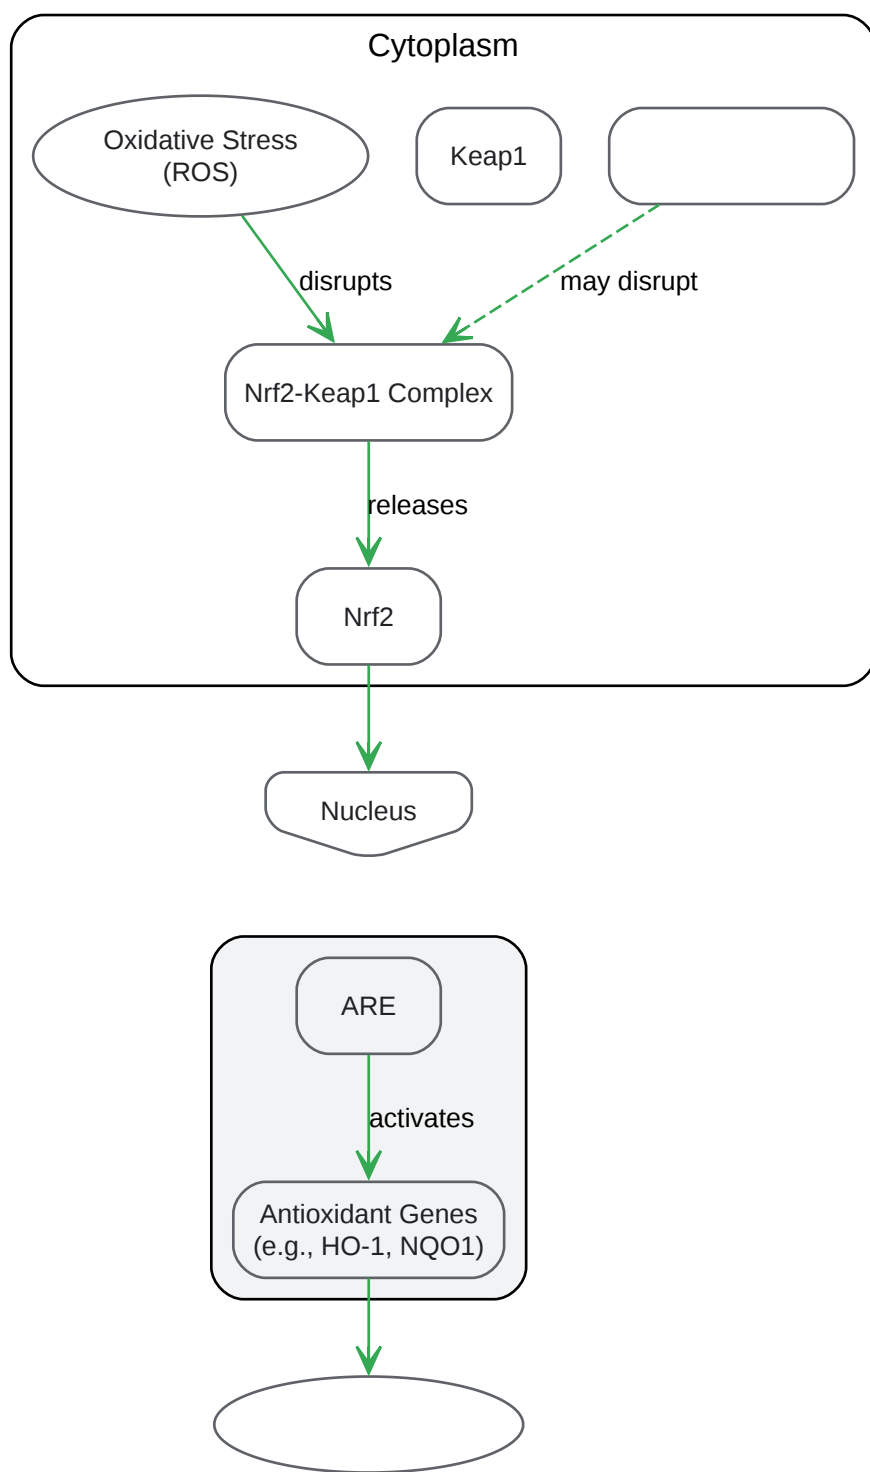 Cytoplasm
Oxidative Stress
(ROS)
Keap1
disrupts
may disrupt
Nrf2-Keap1 Complex
releases
Nrf2
Nucleus
ARE
activates
Antioxidant Genes
(e.g., HO-1, NQO1)